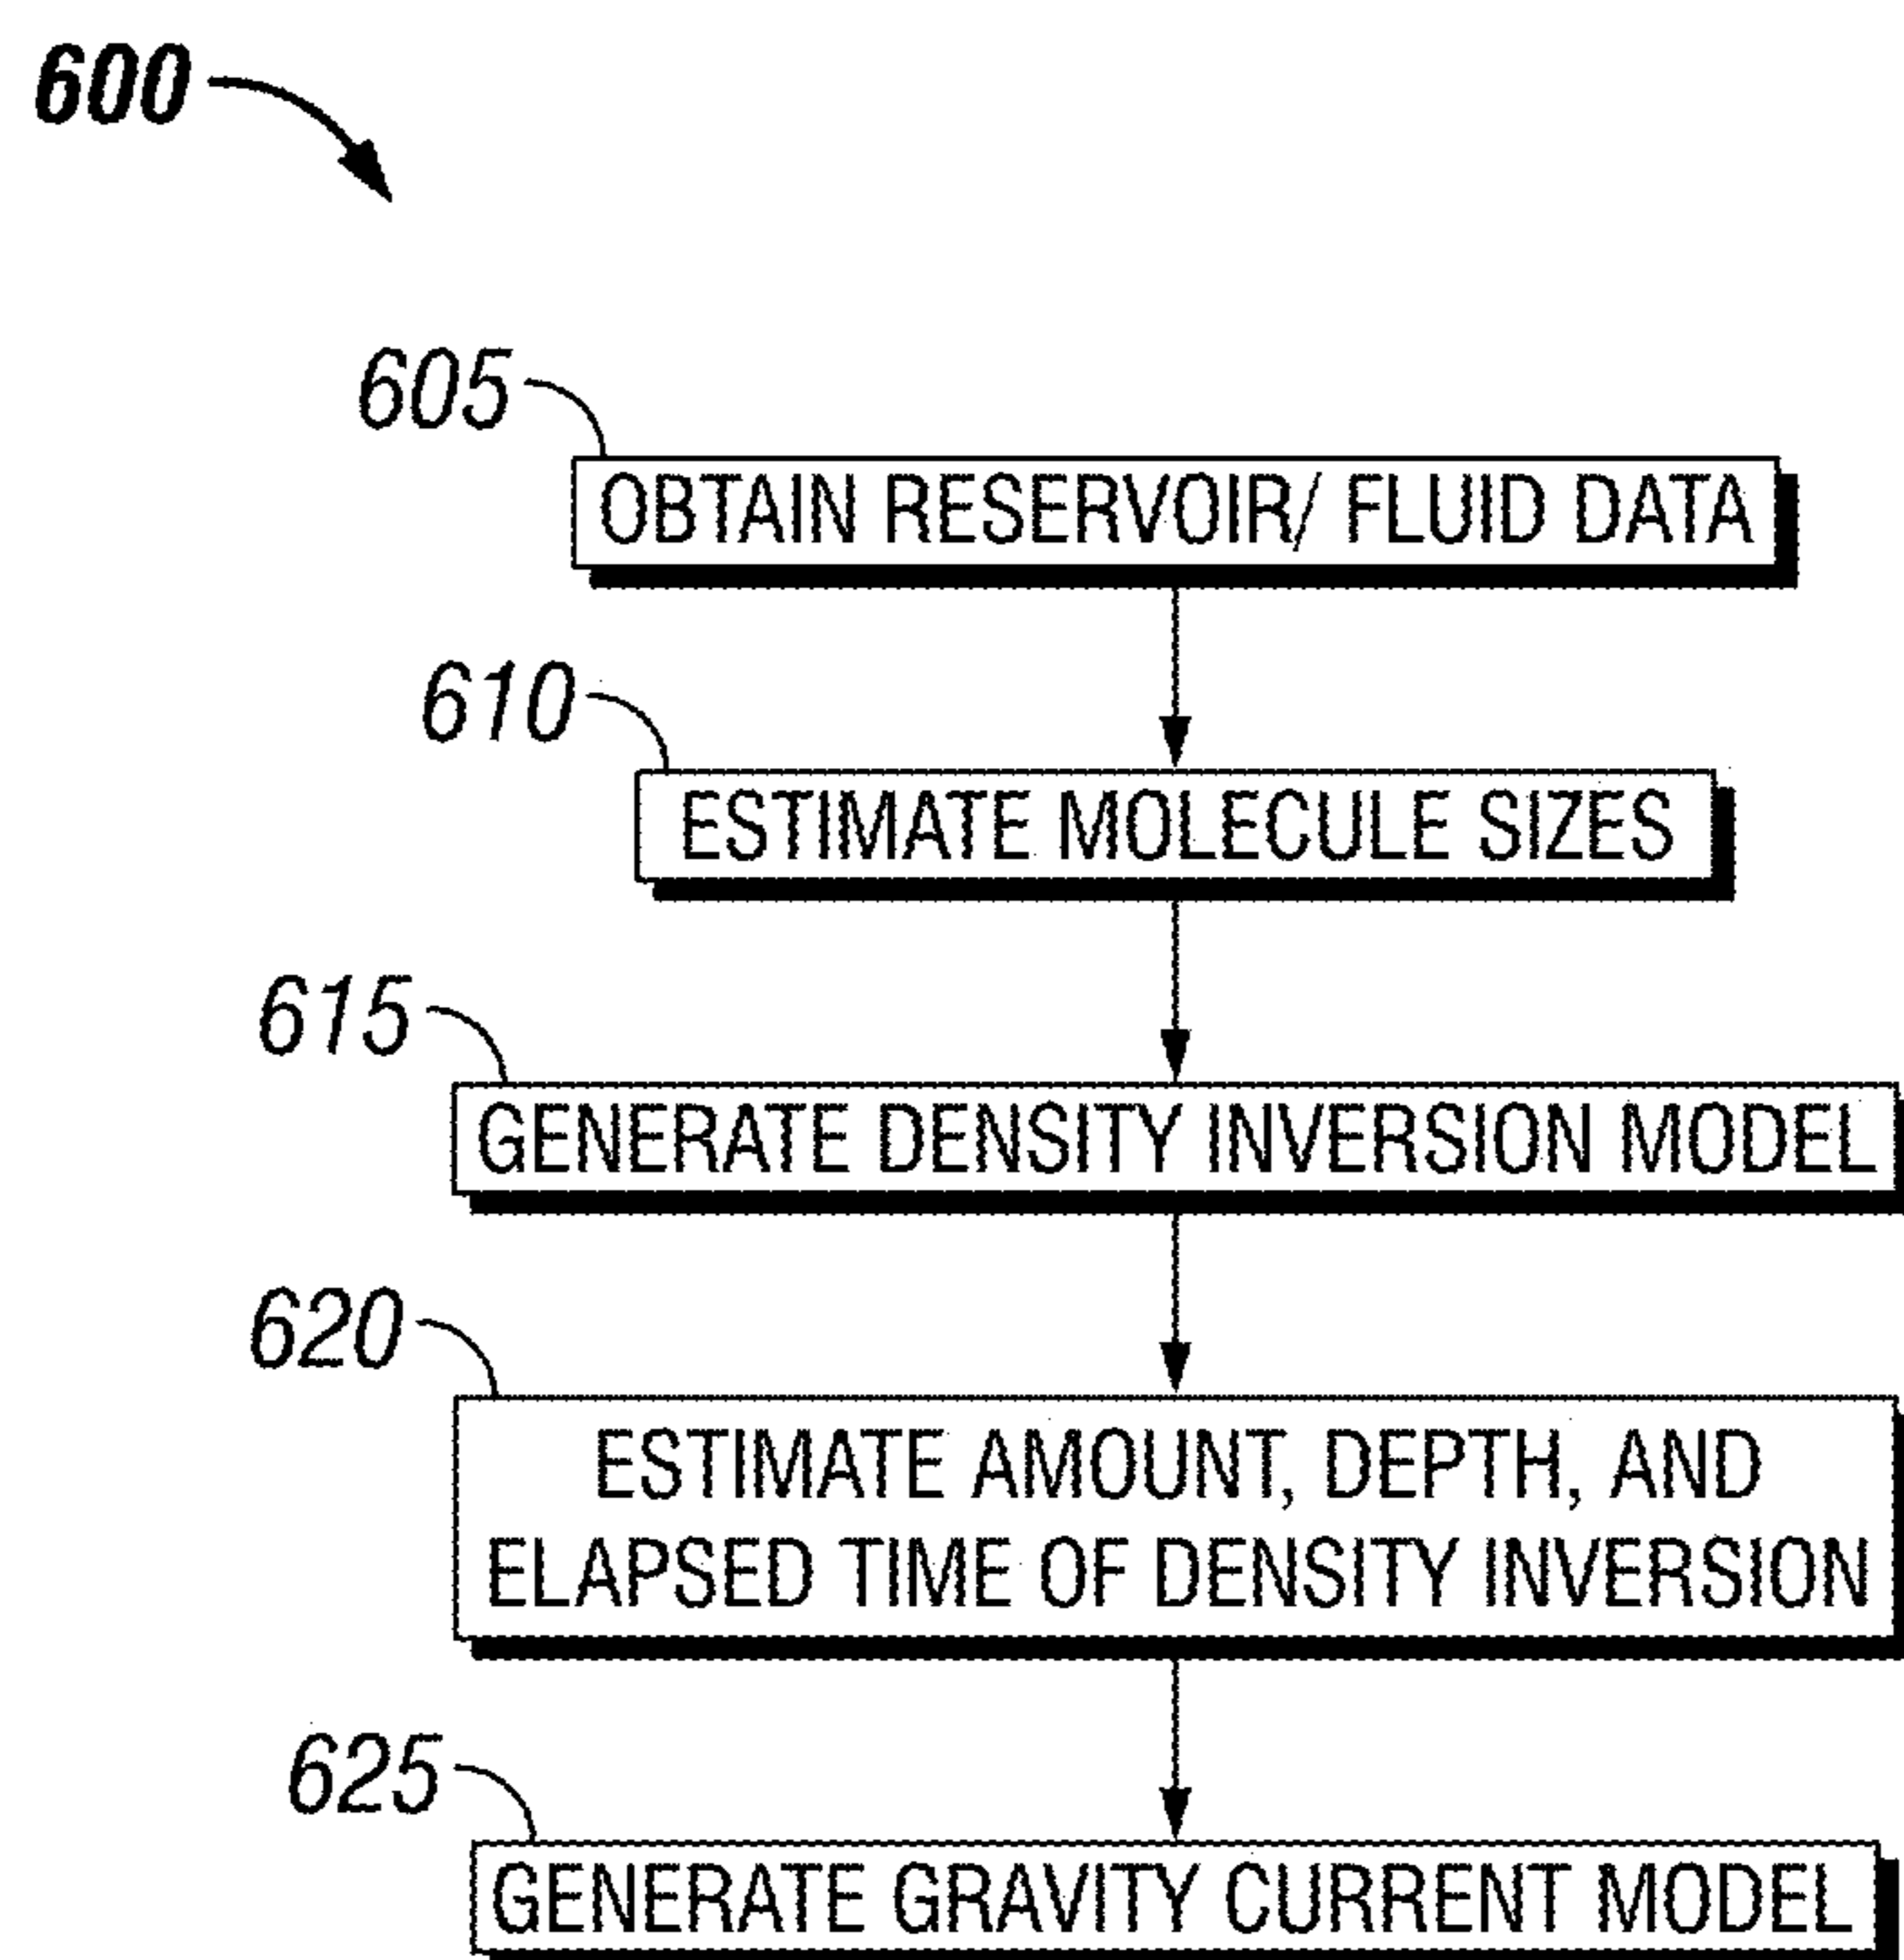 600
605
OBTAIN RESERVOIR/ FLUID DATA
610
ESTIMATE MOLECULE SIZES
615
GENERATE DENSITY INVERSION MODEL
620
ESTIMATE AMOUNT, DEPTH, AND
ELAPSED TIME OF DENSITY INVERSION
625
GENERATE GRAVITY CURRENT MODEL